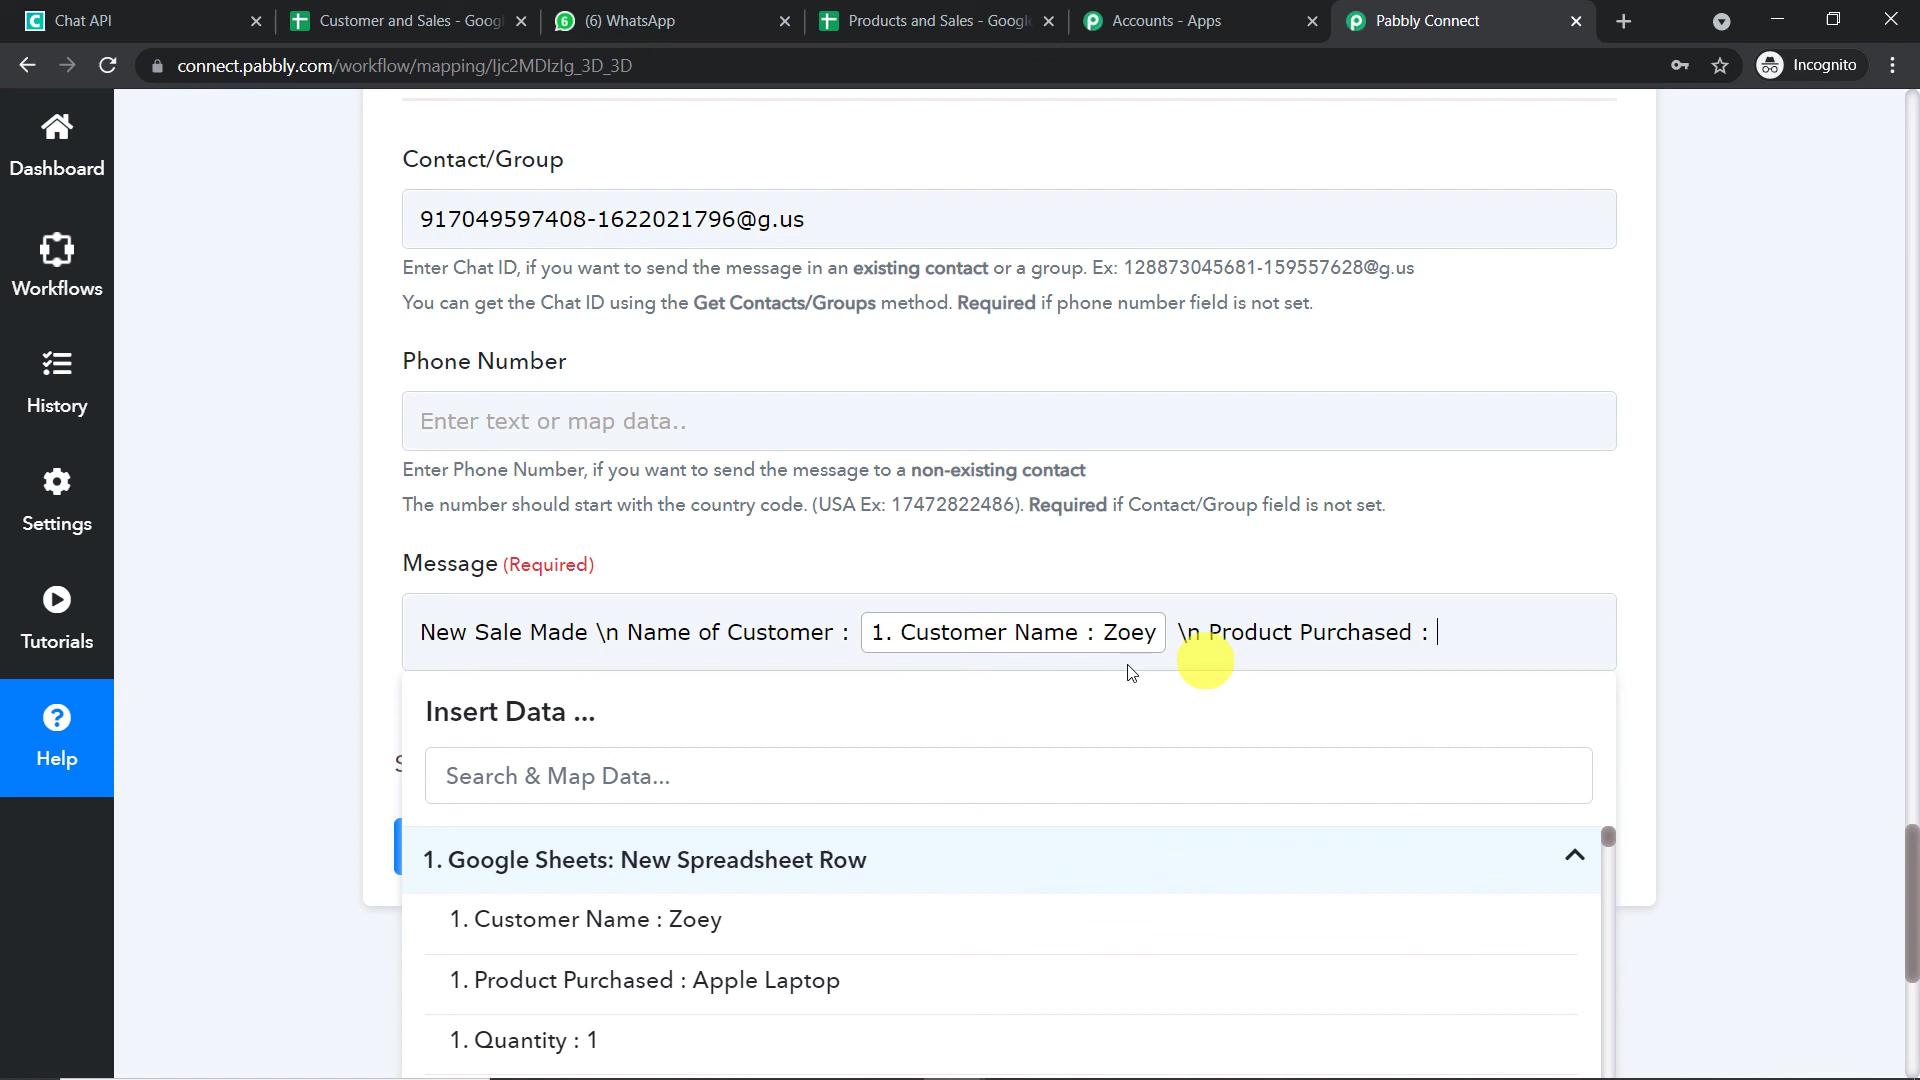 Chat API
Customer and Sales - Googl
(6) WhatsApp
Products and Sales - Google
Accounts - Apps
Pabbly Connect
connect.pabbly.com/workflow/mapping/Ijc2MDIzIg_3D_3D
Incognito
Dashboard
Workflows
History
Settings
Tutorials
Help
Contact/Group
917049597408-1622021796@g.us
Enter Chat ID, if you want to send the message in an existing contact or a group. Ex: 128873045681-159557628@g.us
You can get the Chat ID using the Get Contacts/Groups method. Required if phone number field is not set.
Phone Number
Enter text or map data..
Enter Phone Number, if you want to send the message to a non-existing contact
The number should start with the country code. (USA Ex: 17472822486). Required if Contact/Group field is not set.
Message (Required)
New Sale Made \n Name of Customer : 1. Customer Name : Zoey \n Product Purchased :
Insert Data ...
Search & Map Data...
1. Google Sheets: New Spreadsheet Row
1. Customer Name : Zoey
1. Product Purchased : Apple Laptop
1. Quantity : 1